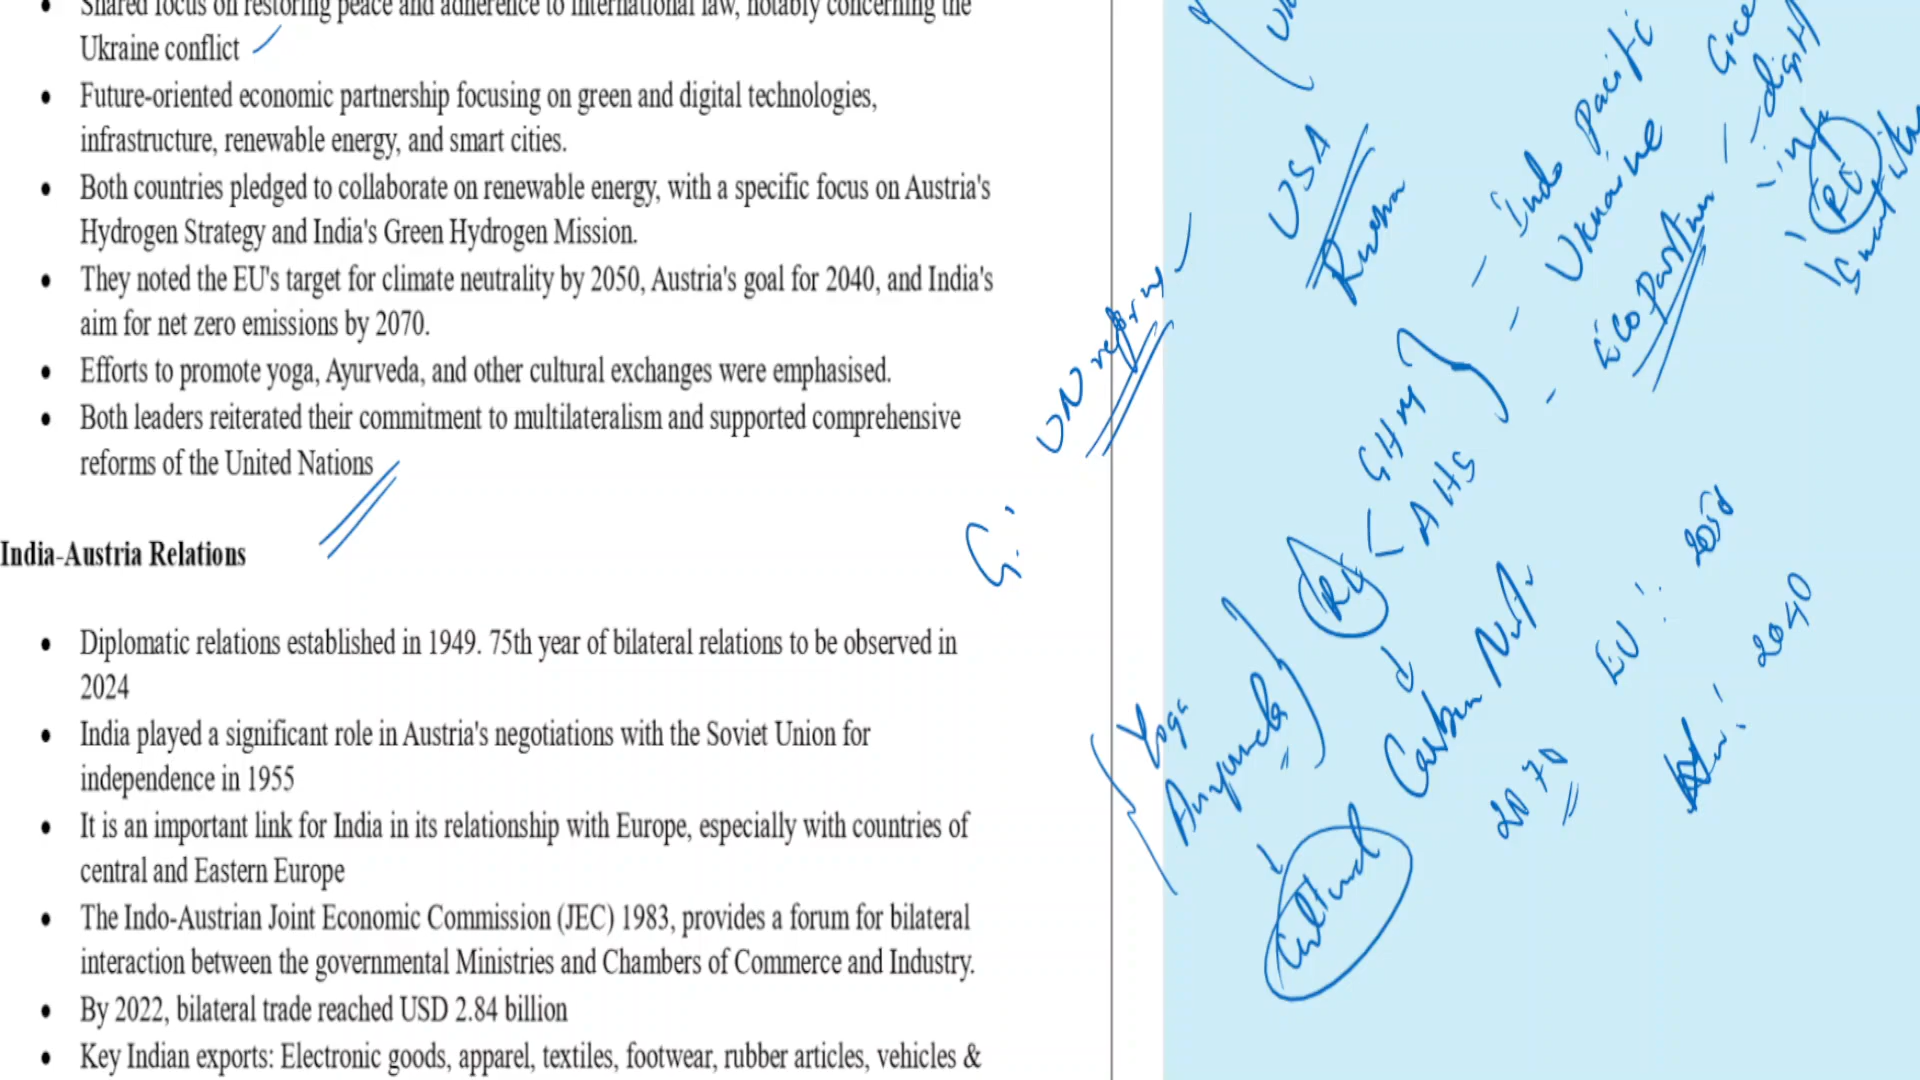 Shared focus on restoring peace and adherence to international law, notably concerning the
Ukraine conflict
• Future-oriented economic partnership focusing on green and digital technologies,
infrastructure, renewable energy, and smart cities.
• Both countries pledged to collaborate on renewable energy, with a specific focus on Austria's
Hydrogen Strategy and India's Green Hydrogen Mission.
• They noted the EU's target for climate neutrality by 2050, Austria's goal for 2040, and India's
aim for net zero emissions by 2070.
• Efforts to promote yoga, Ayurveda, and other cultural exchanges were emphasised.
• Both leaders reiterated their commitment to multilateralism and supported comprehensive
reforms of the United Nations
India-Austria Relations
• Diplomatic relations established in 1949. 75th year of bilateral relations to be observed in
2024
• India played a significant role in Austria's negotiations with the Soviet Union for
independence in 1955
• It is an important link for India in its relationship with Europe, especially with countries of
central and Eastern Europe
• The Indo-Austrian Joint Economic Commission (JEC) 1983, provides a forum for bilateral
interaction between the governmental Ministries and Chambers of Commerce and Industry.
• By 2022, bilateral trade reached USD 2.84 billion
• Key Indian exports: Electronic goods, apparel, textiles, footwear, rubber articles, vehicles &
USA
Russia
- Indo pacific
- Ukraine
- Eco partner
- digital
- inf
UN reforms -
GHM
AHS
RE
Carbon
2070
EU: 2050
2040
Yoga
Ayurveda
Cultural